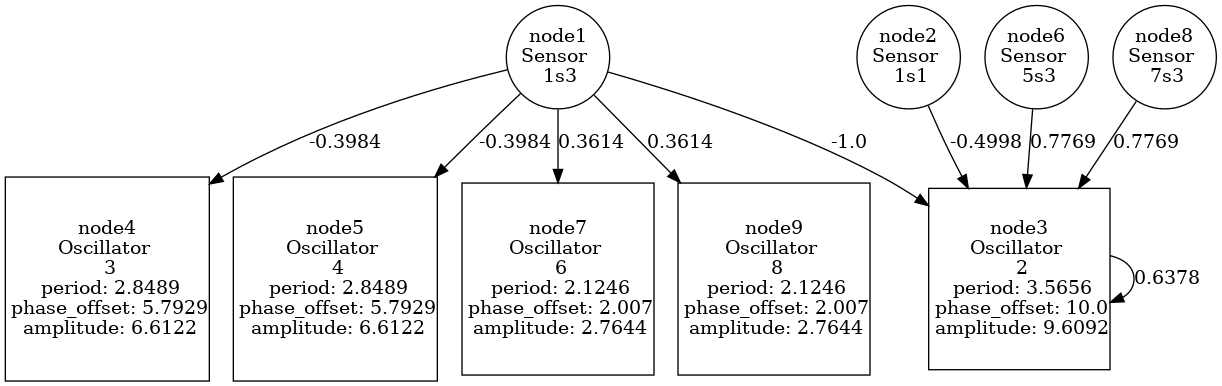 node1
Sensor
1s3
node2
Sensor
1s1
node6
Sensor
5s3
node8
Sensor
7s3
-0.3984
-0.3984
0.3614
0.3614
-1.0
-0.4998
0.7769
0.7769
node4
Oscillator
3
period: 2.8489
phase_offset: 5.7929
amplitude: 6.6122
node5
Oscillator
4
period: 2.8489
phase_offset: 5.7929
amplitude: 6.6122
node7
Oscillator
6
period: 2.1246
phase_offset: 2.007
amplitude: 2.7644
node9
Oscillator
8
period: 2.1246
phase_offset: 2.007
amplitude: 2.7644
node3
Oscillator
2
period: 3.5656
phase_offset: 10.0
amplitude: 9.6092
0.6378